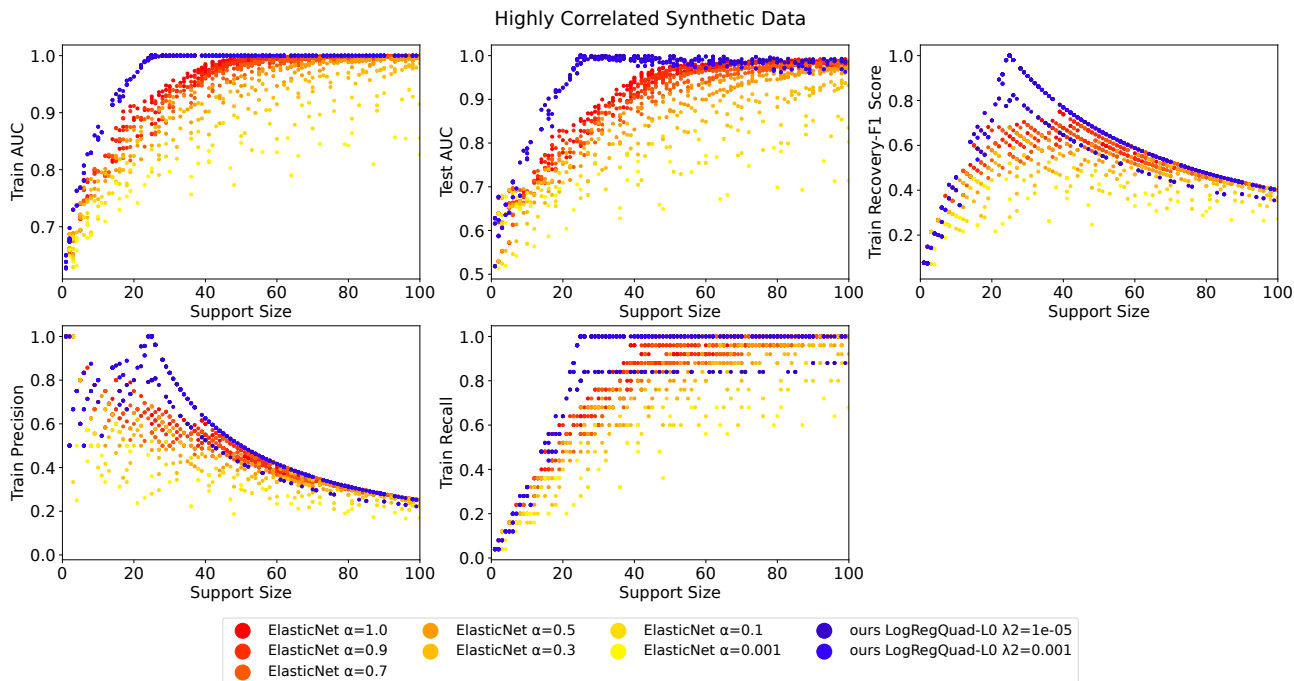 Highly Correlated Synthetic Data
1.0
0.9
0.8
0.7
Train AUC
0 20 40 60 80 100
Support Size
1.0
0.9
0.8
0.7
0.6
0.5
Test AUC
0 20 40 60 80 100
Support Size
1.0
0.8
0.6
0.4
0.2
Train Recovery-F1 Score
0 20 40 60 80 100
Support Size
1.0
0.8
0.6
0.4
0.2
0.0
Train Precision
0 20 40 60 80 100
Support Size
1.0
0.8
0.6
0.4
0.2
0.0
Train Recall
0 20 40 60 80 100
Support Size
ElasticNet α=1.0
ElasticNet α=0.9
ElasticNet α=0.7
ElasticNet α=0.5
ElasticNet α=0.3
ElasticNet α=0.1
ElasticNet α=0.001
ours LogRegQuad-L0 λ2=1e-05
ours LogRegQuad-L0 λ2=0.001